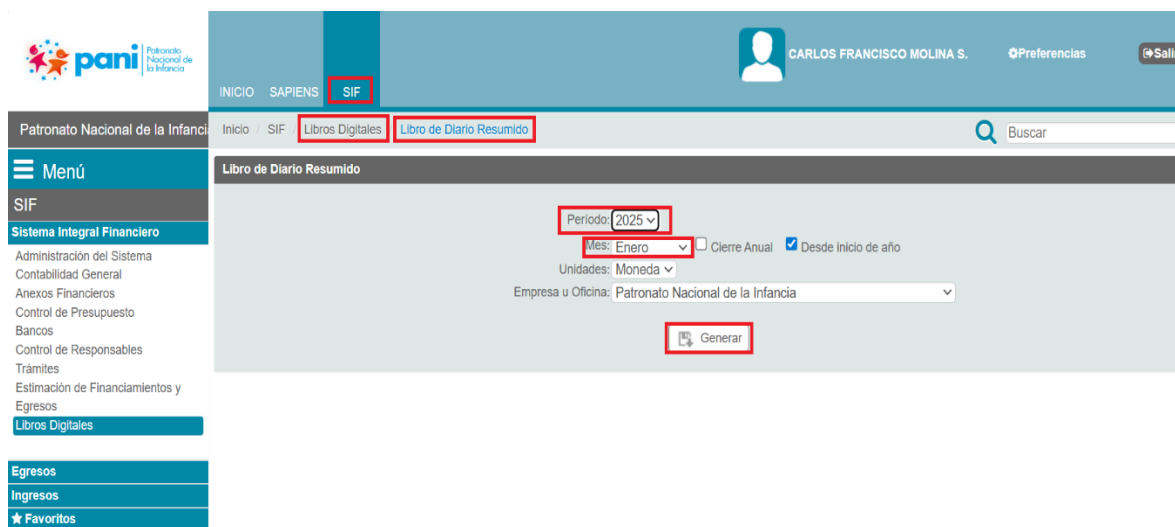 pani
Patronato
Nacional de
la Infancia
INICIO SAPIENS SIF
CARLOS FRANCISCO MOLINA S.
Preferencias
Sali
Patronato Nacional de la Infanci
Inicio / SIF / Libros Digitales Libro de Diario Resumido
Buscar
Menú
SIF
Sistema Integral Financiero
Administración del Sistema
Contabilidad General
Anexos Financieros
Control de Presupuesto
Bancos
Control de Responsables
Trámites
Estimación de Financiamientos y
Egresos
Libros Digitales
Egresos
Ingresos
Favoritos
Libro de Diario Resumido
Período: 2025
Mes: Enero Cierre Anual Desde inicio de año
Unidades: Moneda
Empresa u Oficina: Patronato Nacional de la Infancia
Generar